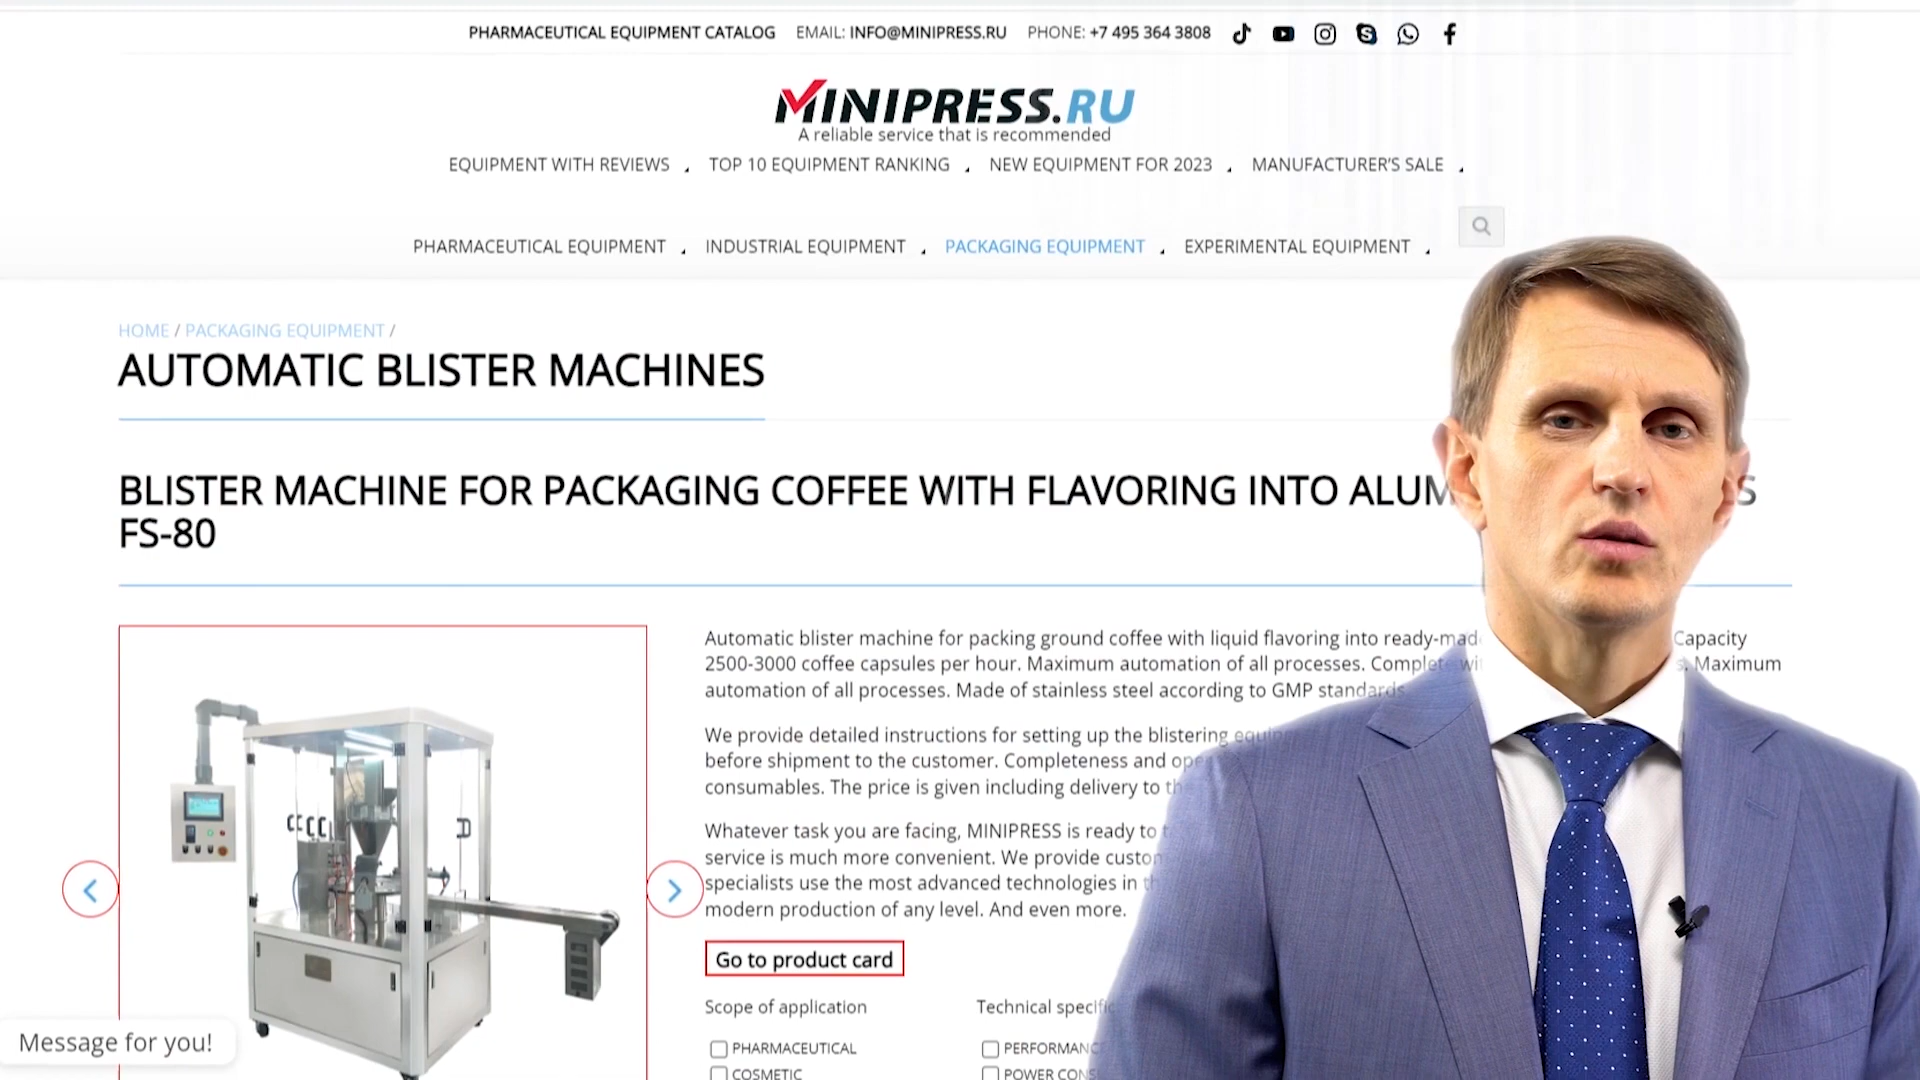 PHARMACEUTICAL EQUIPMENT CATALOG EMAIL: INFO@MINIPRESS.RU PHONE: +7 495 364 3808
MINIPRESS.RU
A reliable service that is recommended
EQUIPMENT WITH REVIEWS TOP 10 EQUIPMENT RANKING NEW EQUIPMENT FOR 2023 MANUFACTURER'S SALE
PHARMACEUTICAL EQUIPMENT INDUSTRIAL EQUIPMENT PACKAGING EQUIPMENT EXPERIMENTAL EQUIPMENT
HOME / PACKAGING EQUIPMENT /
AUTOMATIC BLISTER MACHINES
BLISTER MACHINE FOR PACKAGING COFFEE WITH FLAVORING INTO
FS-80
Automatic blister machine for packing ground coffee with liquid flavoring into Capacity
2500-3000 coffee capsules per hour. Maximum automation of all processes. Maximum
automation of all processes. Made of stainless steel according to GMP standards.
We provide detailed instructions for setting up the blistering
before shipment to the customer. Completeness and
consumables. The price is given including delivery to
Whatever task you are facing, MINIPRESS is ready to
service is much more convenient. We provide
specialists use the most advanced technologies in
modern production of any level. And even more.
Go to product card
Scope of application Technical
PHARMACEUTICAL PERFORMANCE
COSMETIC POWER
Message for you!